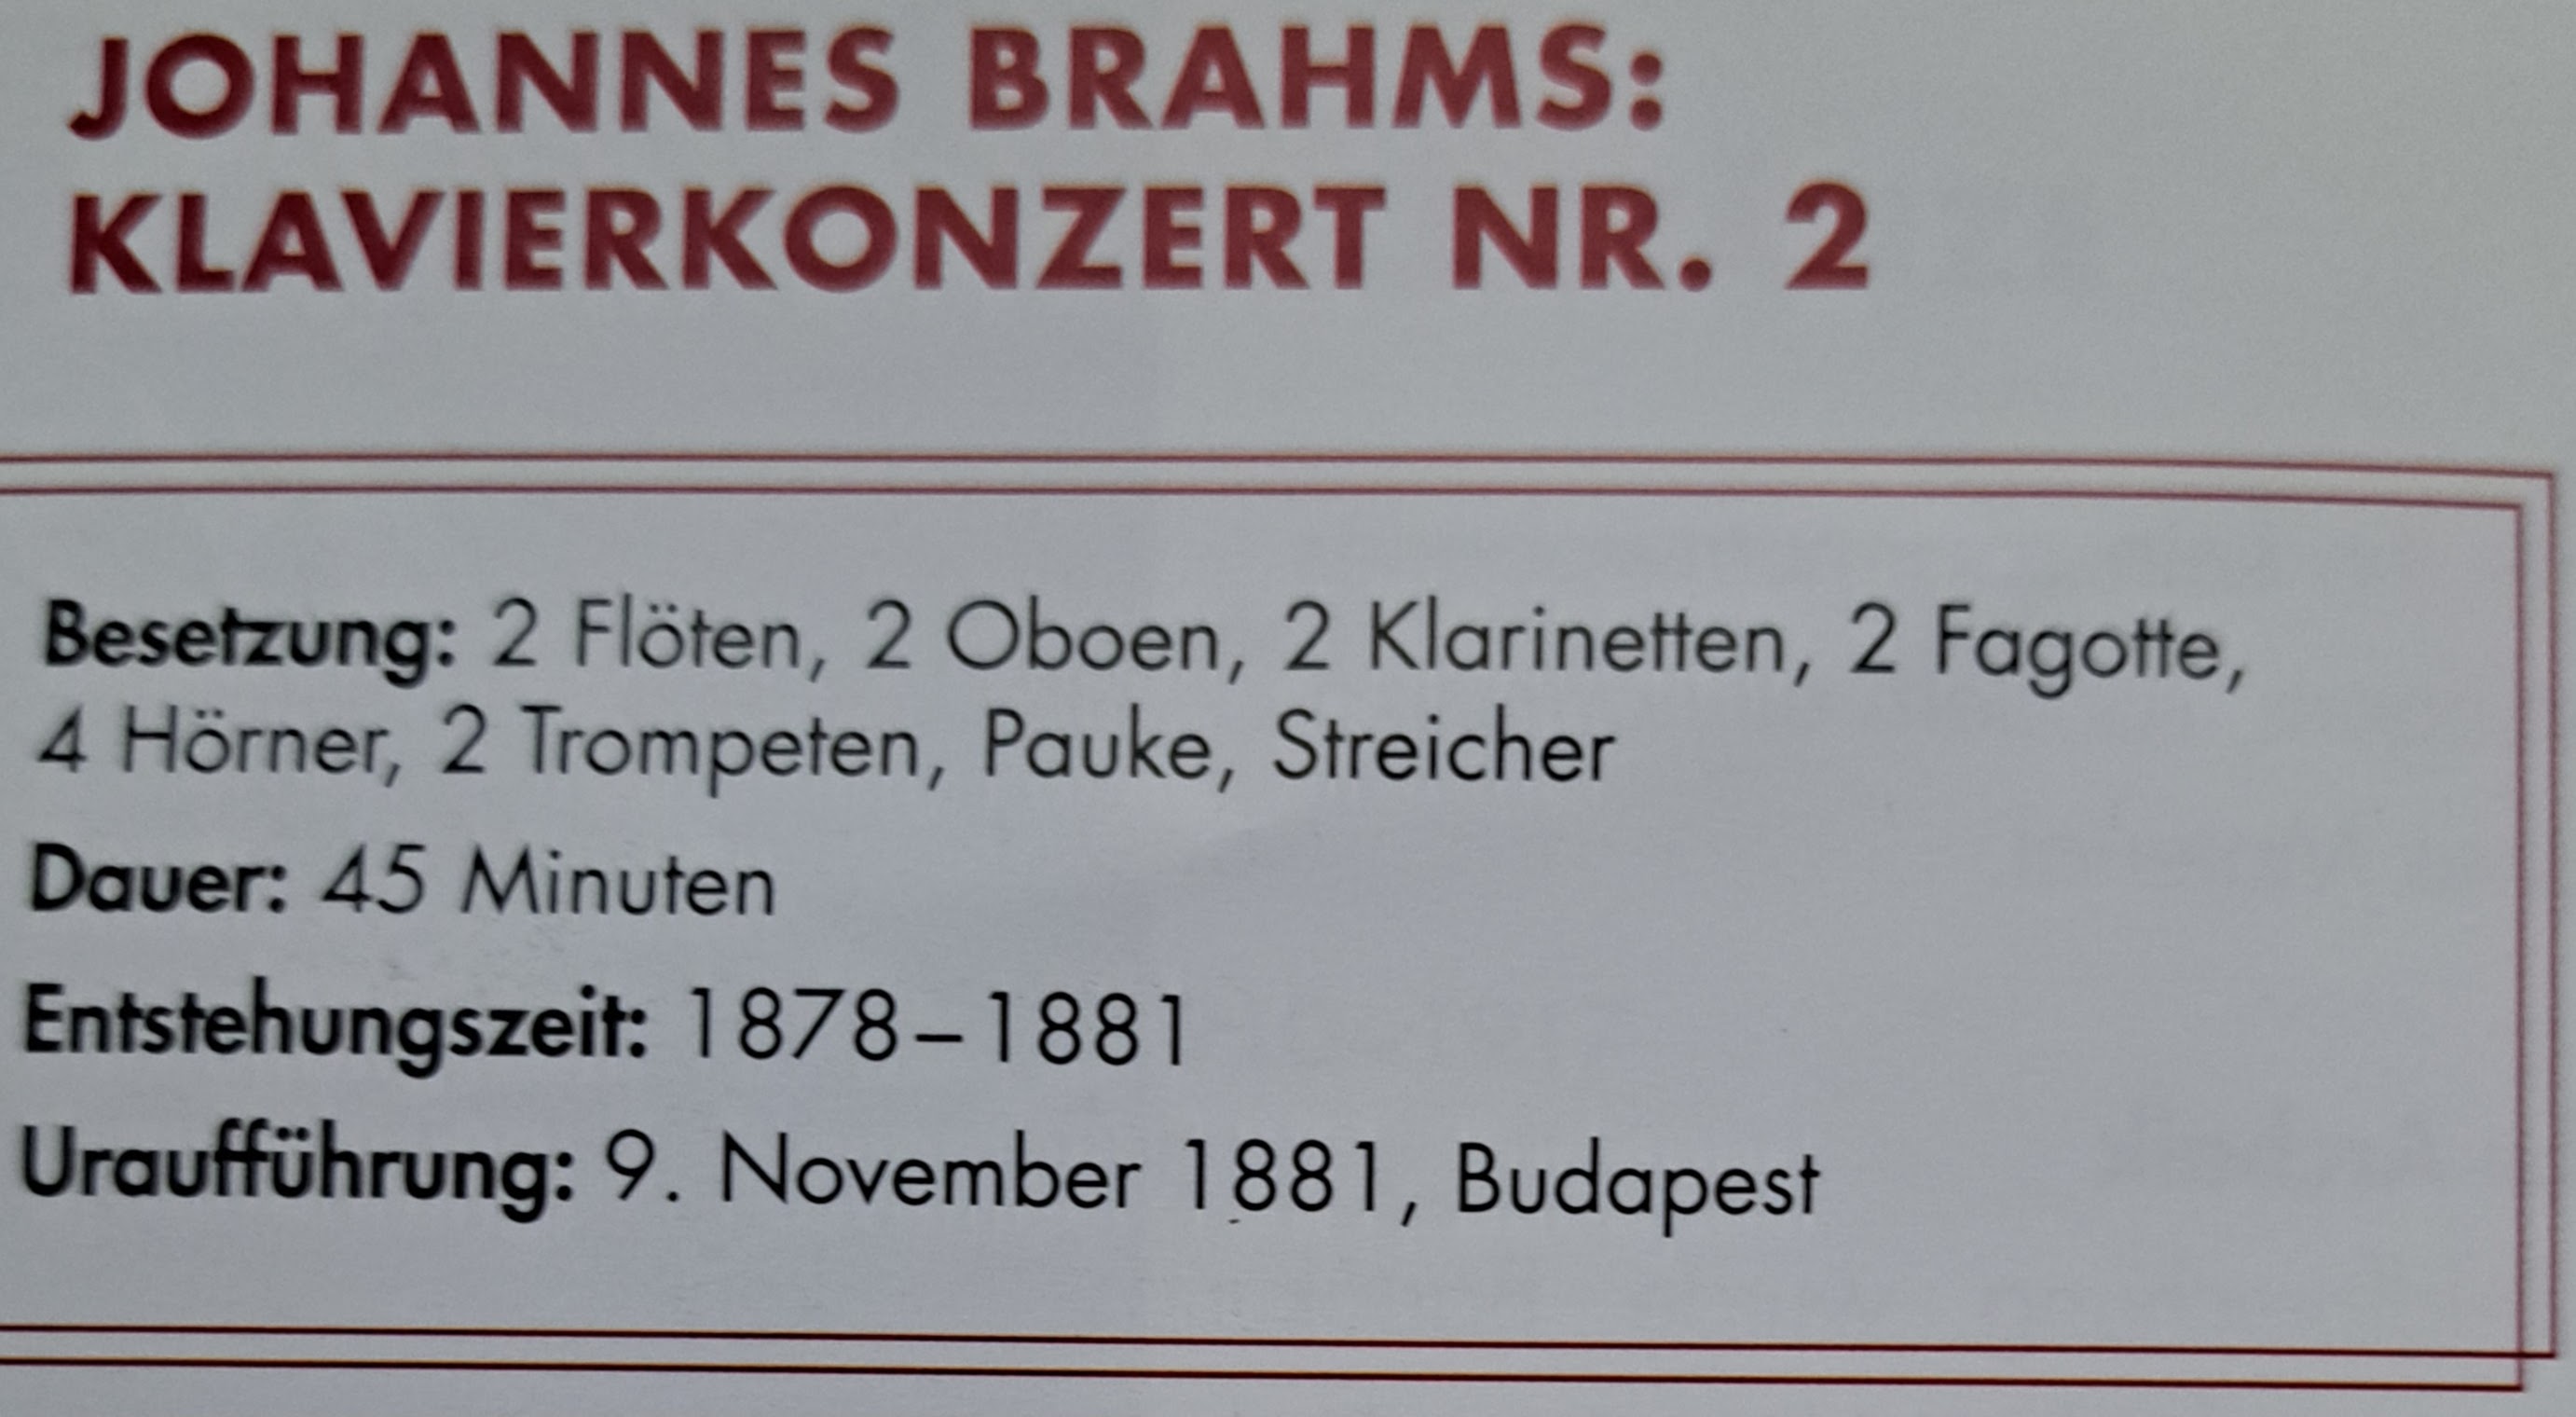 JOHANNES BRAHMS:
KLAVIERKONZERT NR. 2
Besetzung: 2 Flöten, 2 Oboen, 2 Klarinetten, 2 Fagotte,
4 Hörner, 2 Trompeten, Pauke, Streicher
Dauer: 45 Minuten
Entstehungszeit: 1878–1881
Uraufführung: 9. November 1881, Budapest